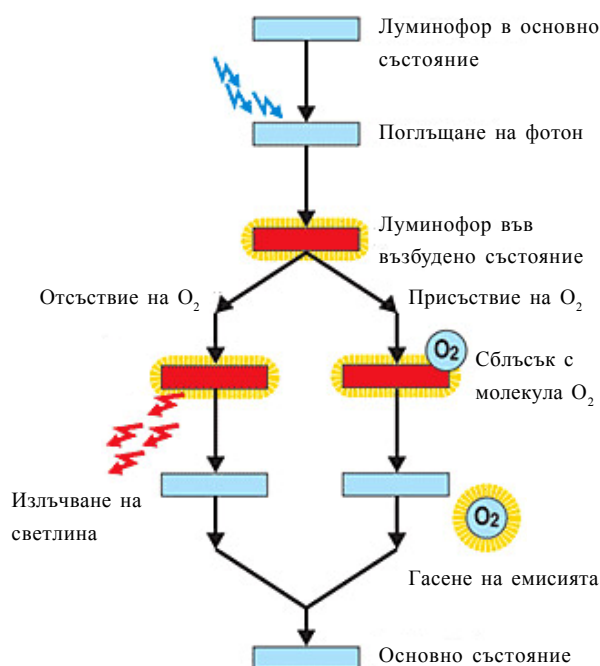 Луминофор в основно
състояние
Поглъщане на фотон
Луминофор във
възбудено състояние
Отсъствие на O₂
Присъствие на O₂
O2
Сблъсък с
молекула O₂
Излъчване на
светлина
O2
Гасене на емисията
Основно състояние